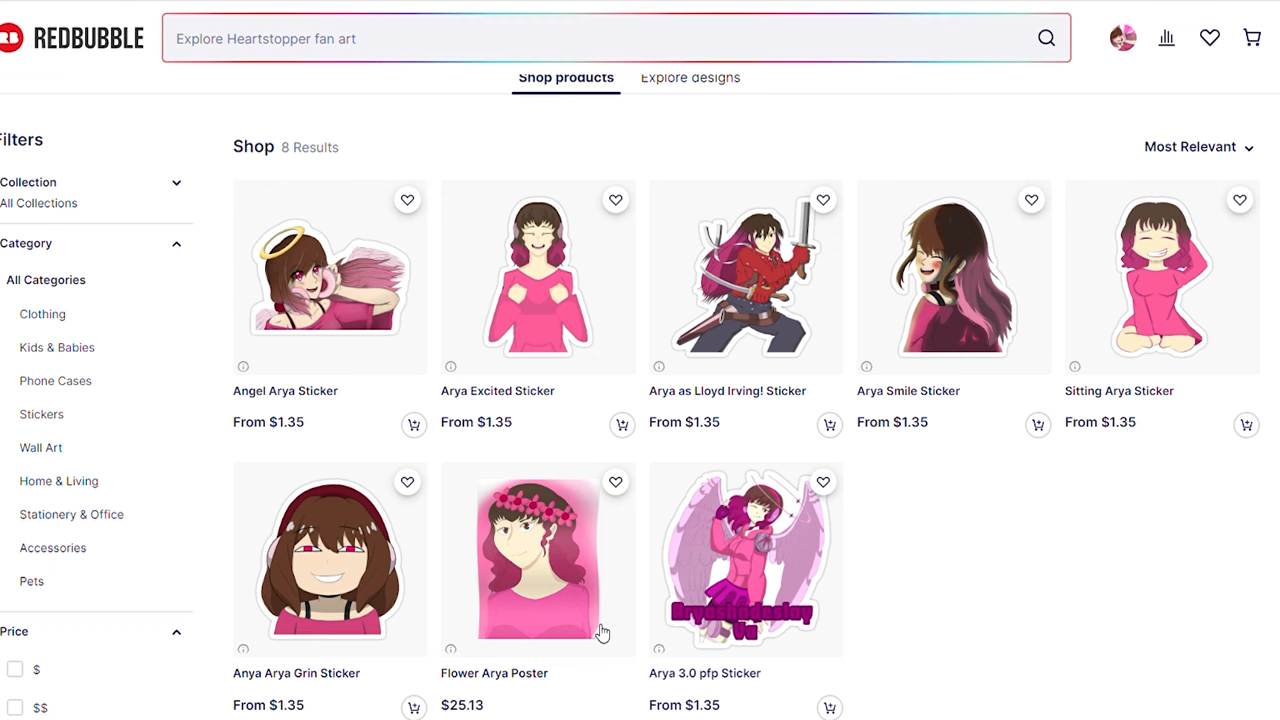 RB REDBUBBLE
Explore Heartstopper fan art
Shop products
Explore designs
Filters
Collection
All Collections
Category
All Categories
Clothing
Kids & Babies
Phone Cases
Stickers
Wall Art
Home & Living
Stationery & Office
Accessories
Pets
Price
$
$$
Shop 8 Results
Most Relevant
Angel Arya Sticker
From $1.35
Arya Excited Sticker
From $1.35
Arya as Lloyd Irving! Sticker
From $1.35
Arya Smile Sticker
From $1.35
Sitting Arya Sticker
From $1.35
Anya Arya Grin Sticker
From $1.35
Flower Arya Poster
$25.13
Aryashadeslay
Va
Arya 3.0 pfp Sticker
From $1.35